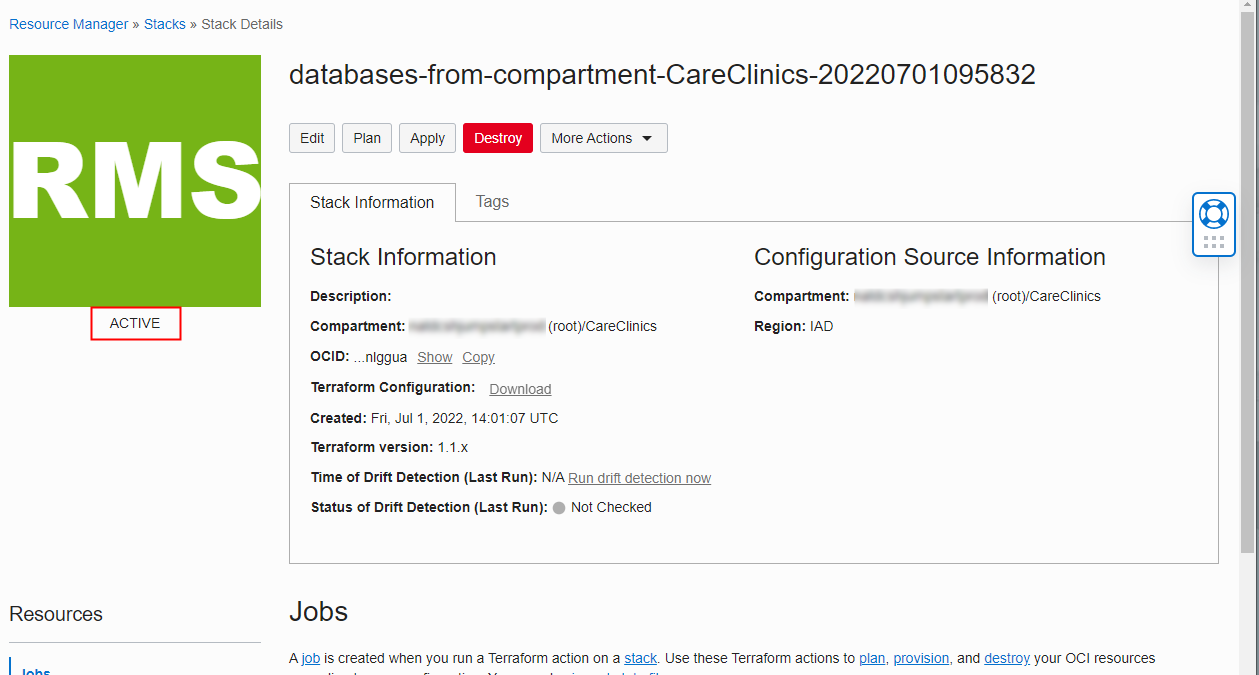 Resource Manager » Stacks » Stack Details
RMS
ACTIVE
databases-from-compartment-CareClinics-20220701095832
Edit Plan Apply Destroy More Actions
Stack Information Tags
Stack Information
Description:
Compartment: (root)/CareClinics
OCID: ...nlggua Show Copy
Terraform Configuration: Download
Created: Fri, Jul 1, 2022, 14:01:07 UTC
Terraform version: 1.1.x
Time of Drift Detection (Last Run): N/A Run drift detection now
Status of Drift Detection (Last Run): Not Checked
Configuration Source Information
Compartment: (root)/CareClinics
Region: IAD
Resources
Jobs
Jobs
A job is created when you run a Terraform action on a stack. Use these Terraform actions to plan, provision, and destroy your OCI resources